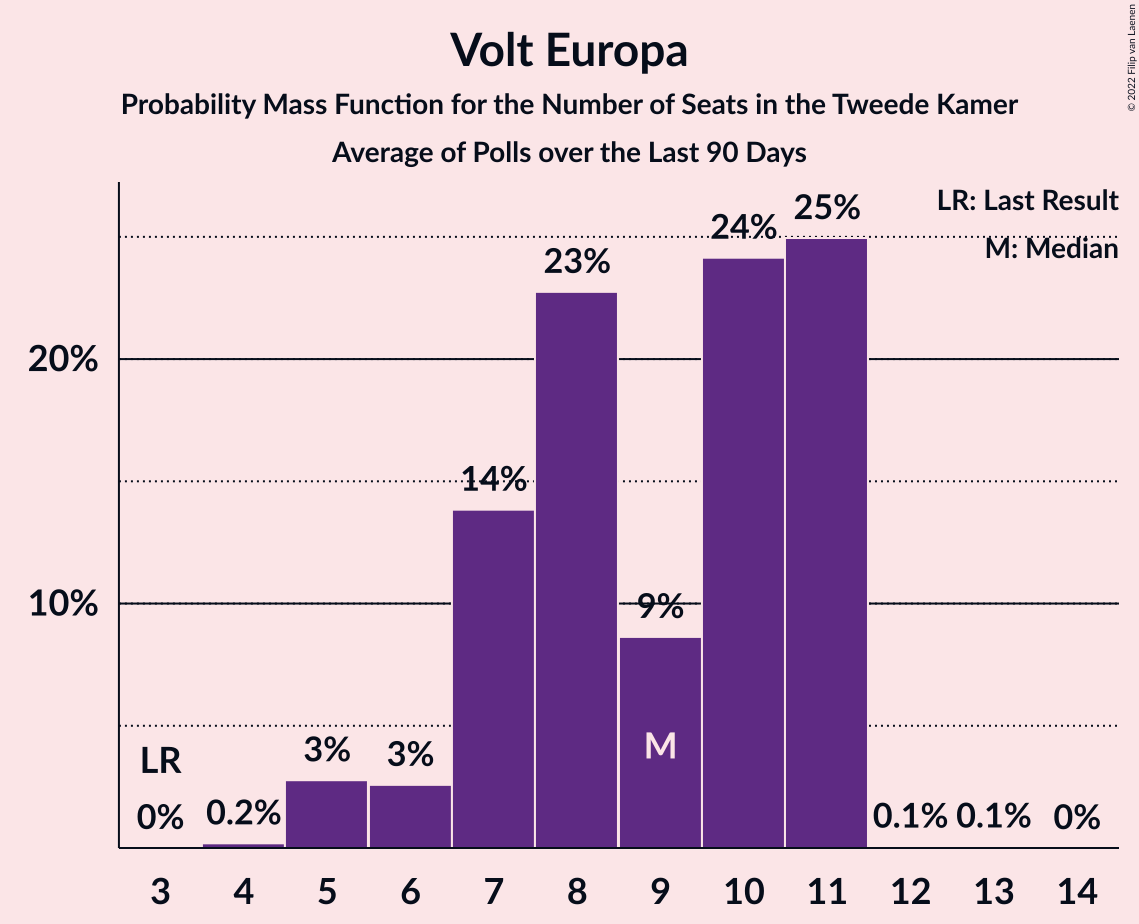 Volt Europa
Probability Mass Function for the Number of Seats in the Tweede Kamer
Average of Polls over the Last 90 Days
© 2022 Filip van Laenen
LR: Last Result
M: Median
20%
10%
LR
0%
0.2%
3%
3%
14%
23%
9%
M
24%
25%
0.1%
0.1%
0%
3 4 5 6 7 8 9 10 11 12 13 14